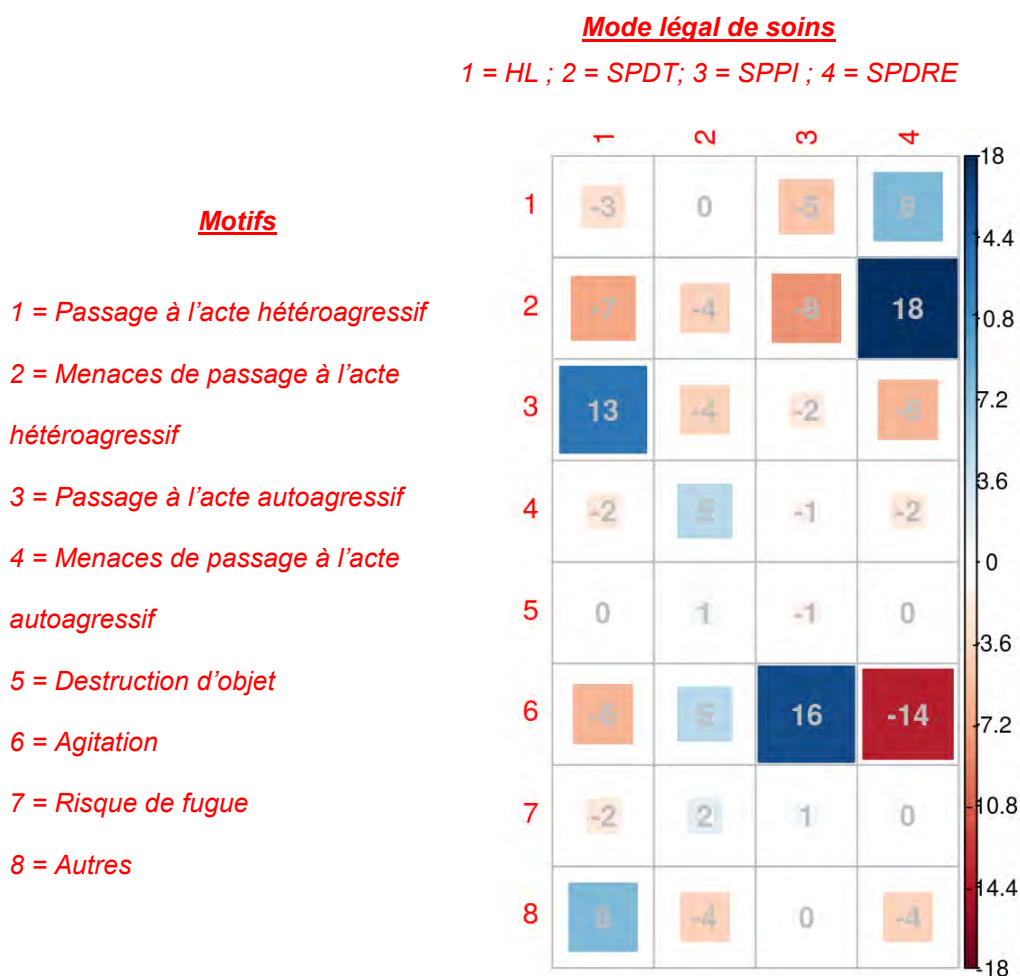 Mode légal de soins
1 = HL ; 2 = SPDT; 3 = SPPI ; 4 = SPDRE
1 2 3 4
Motifs
1 = Passage à l’acte hétéroagressif
2 = Menaces de passage à l’acte
hétéroagressif
3 = Passage à l’acte autoagressif
4 = Menaces de passage à l’acte
autoagressif
5 = Destruction d’objet
6 = Agitation
7 = Risque de fugue
8 = Autres
1 -3 0 -5
2 -7 -4 -8 18
3 13 -4 -2 -6
4 -2 5 -1 -2
5 0 1 -1 0
6 -6 5 16 -14
7 -2 2 1 0
8 -4 0 -4
18
14.4
10.8
7.2
3.6
0
-3.6
-7.2
-10.8
-14.4
-18